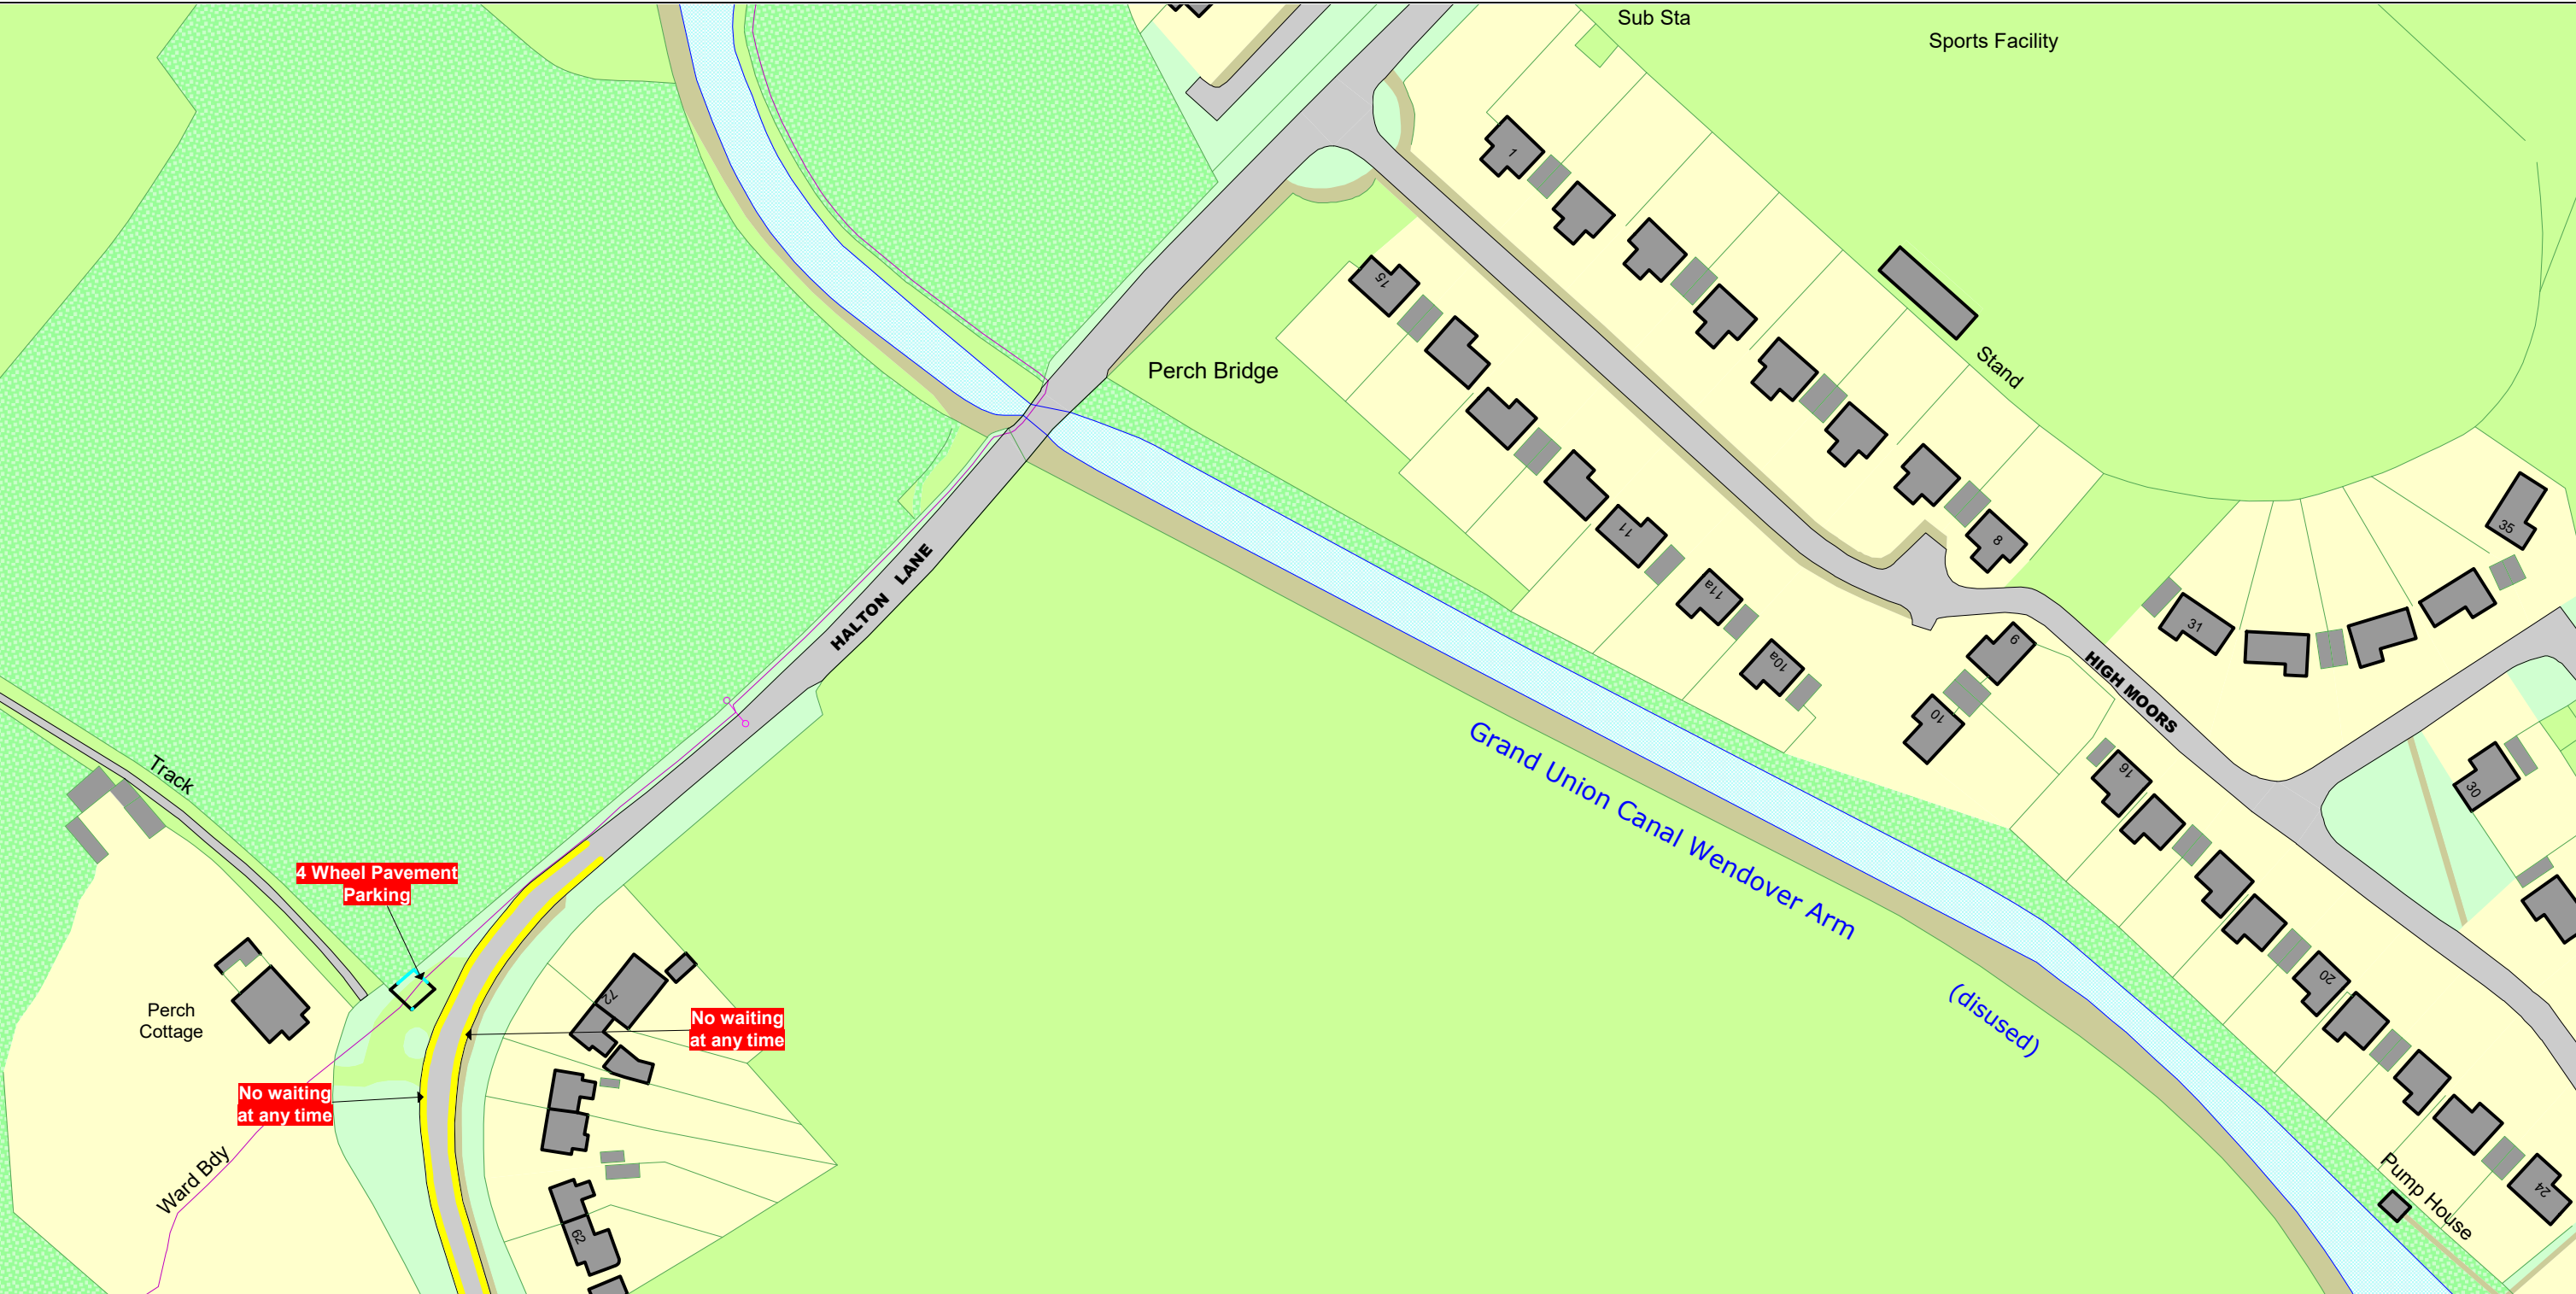 Sub Sta
Sports Facility
1
15
Stand
Perch Bridge
35
11
8
HALTON LANE
11a
31
9
10a
HIGH MOORS
10
Grand Union Canal Wendover Arm
(disused)
16
30
Track
4 Wheel Pavement
Parking
20
72
Perch
Cottage
No waiting
at any time
No waiting
at any time
Ward Bdy
Pump House
24
62